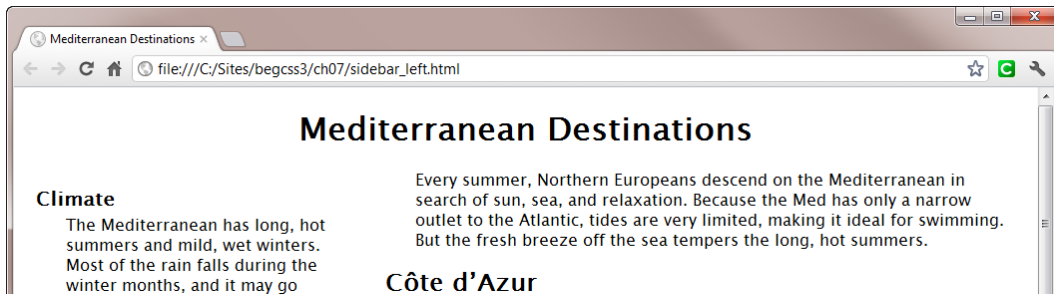 Mediterranean Destinations
file:///C:/Sites/begcss3/ch07/sidebar_left.html
Mediterranean Destinations
Climate
The Mediterranean has long, hot
summers and mild, wet winters.
Most of the rain falls during the
winter months, and it may go
Every summer, Northern Europeans descend on the Mediterranean in
search of sun, sea, and relaxation. Because the Med has only a narrow
outlet to the Atlantic, tides are very limited, making it ideal for swimming.
But the fresh breeze off the sea tempers the long, hot summers.
Côte d’Azur